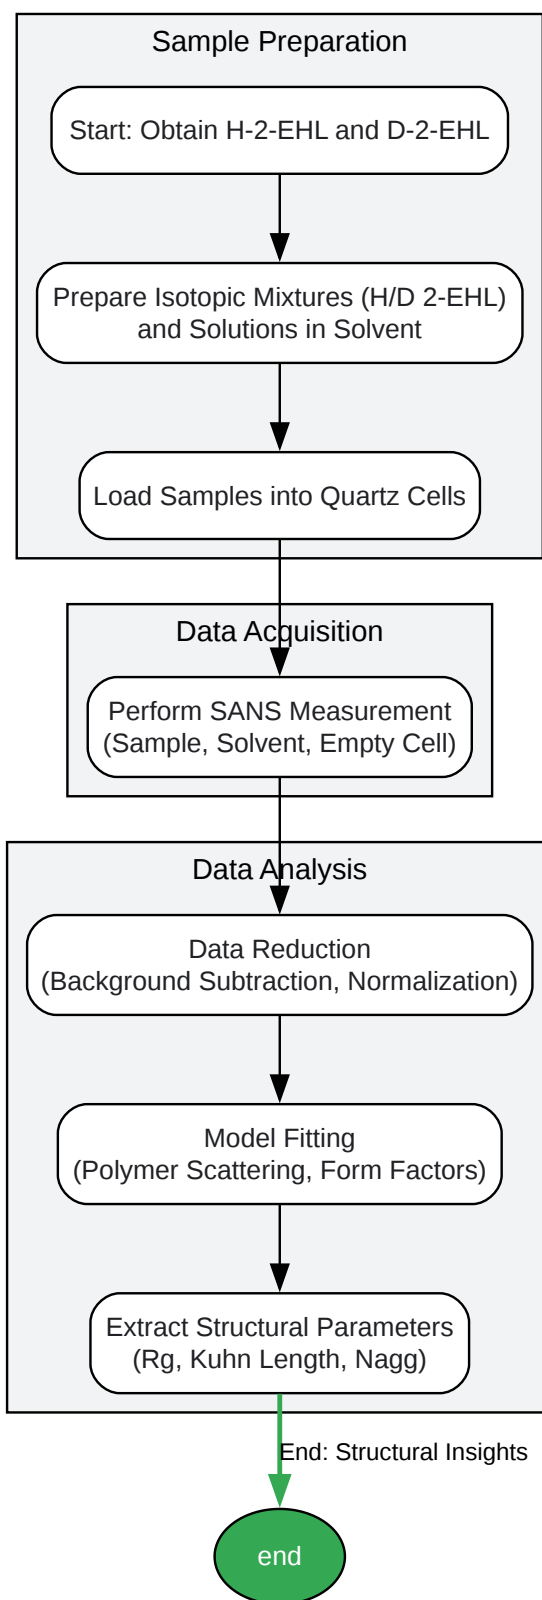 Sample Preparation
Start: Obtain H-2-EHL and D-2-EHL
Prepare Isotopic Mixtures (H/D 2-EHL)
and Solutions in Solvent
Load Samples into Quartz Cells
Data Acquisition
Perform SANS Measurement
(Sample, Solvent, Empty Cell)
Data Analysis
Data Reduction
(Background Subtraction, Normalization)
Model Fitting
(Polymer Scattering, Form Factors)
Extract Structural Parameters
(Rg, Kuhn Length, Nagg)
End: Structural Insights
end